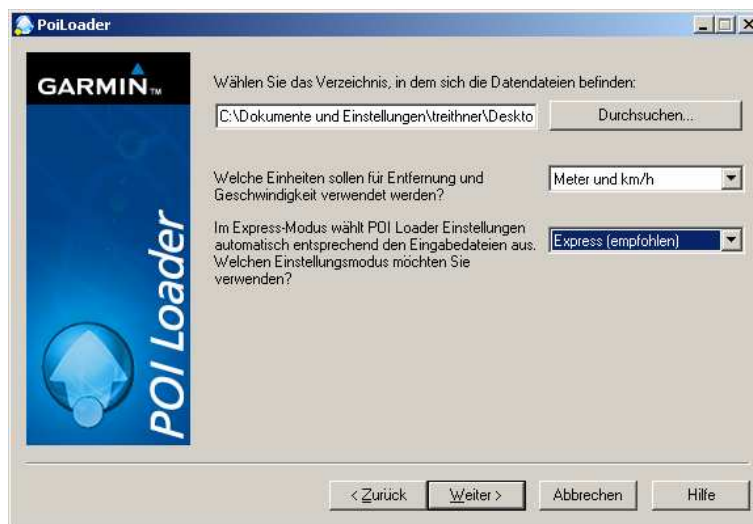 PoiLoader
GARMIN™
POI Loader
Wählen Sie das Verzeichnis, in dem sich die Datendateien befinden:
C:\Dokumente und Einstellungen\treithner\Deskto
Durchsuchen...
Welche Einheiten sollen für Entfernung und
Geschwindigkeit verwendet werden?
Meter und km/h
Im Express-Modus wählt POI Loader Einstellungen
automatisch entsprechend den Eingabedateien aus.
Welchen Einstellungsmodus möchten Sie
verwenden?
Express (empfohlen)
< Zurück
Weiter >
Abbrechen
Hilfe